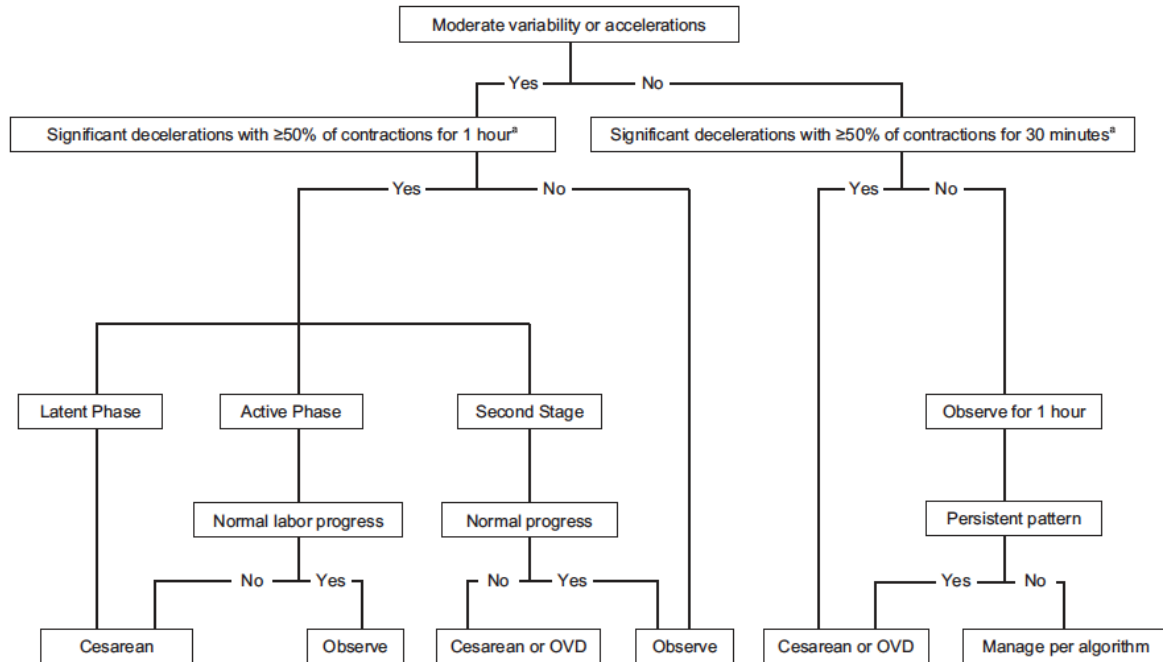 Moderate variability or accelerations
Yes No
Significant decelerations with ≥50% of contractions for 1 hourª
Significant decelerations with ≥50% of contractions for 30 minutesª
Yes No
Yes No
Latent Phase
Active Phase
Second Stage
Observe for 1 hour
Normal labor progress
Normal progress
Persistent pattern
No Yes
No Yes
Yes No
Cesarean
Observe
Cesarean or OVD
Observe
Cesarean or OVD
Manage per algorithm